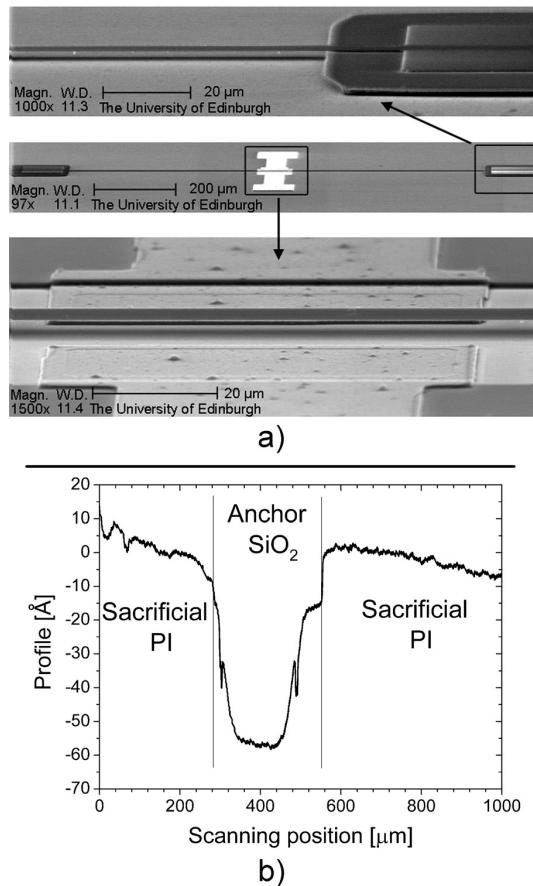 Magn. W.D. 20 µm
1000x 11.3 The University of Edinburgh
Magn. W.D. 200 µm
97x 11.1 The University of Edinburgh
Magn. W.D. 20 µm
1500x 11.4 The University of Edinburgh
a)
20
10
0
-10
-20
-30
-40
-50
-60
-70
Profile [Å]
Anchor
SiO₂
Sacrificial
PI
Sacrificial
PI
0 200 400 600 800 1000
Scanning position [µm]
b)